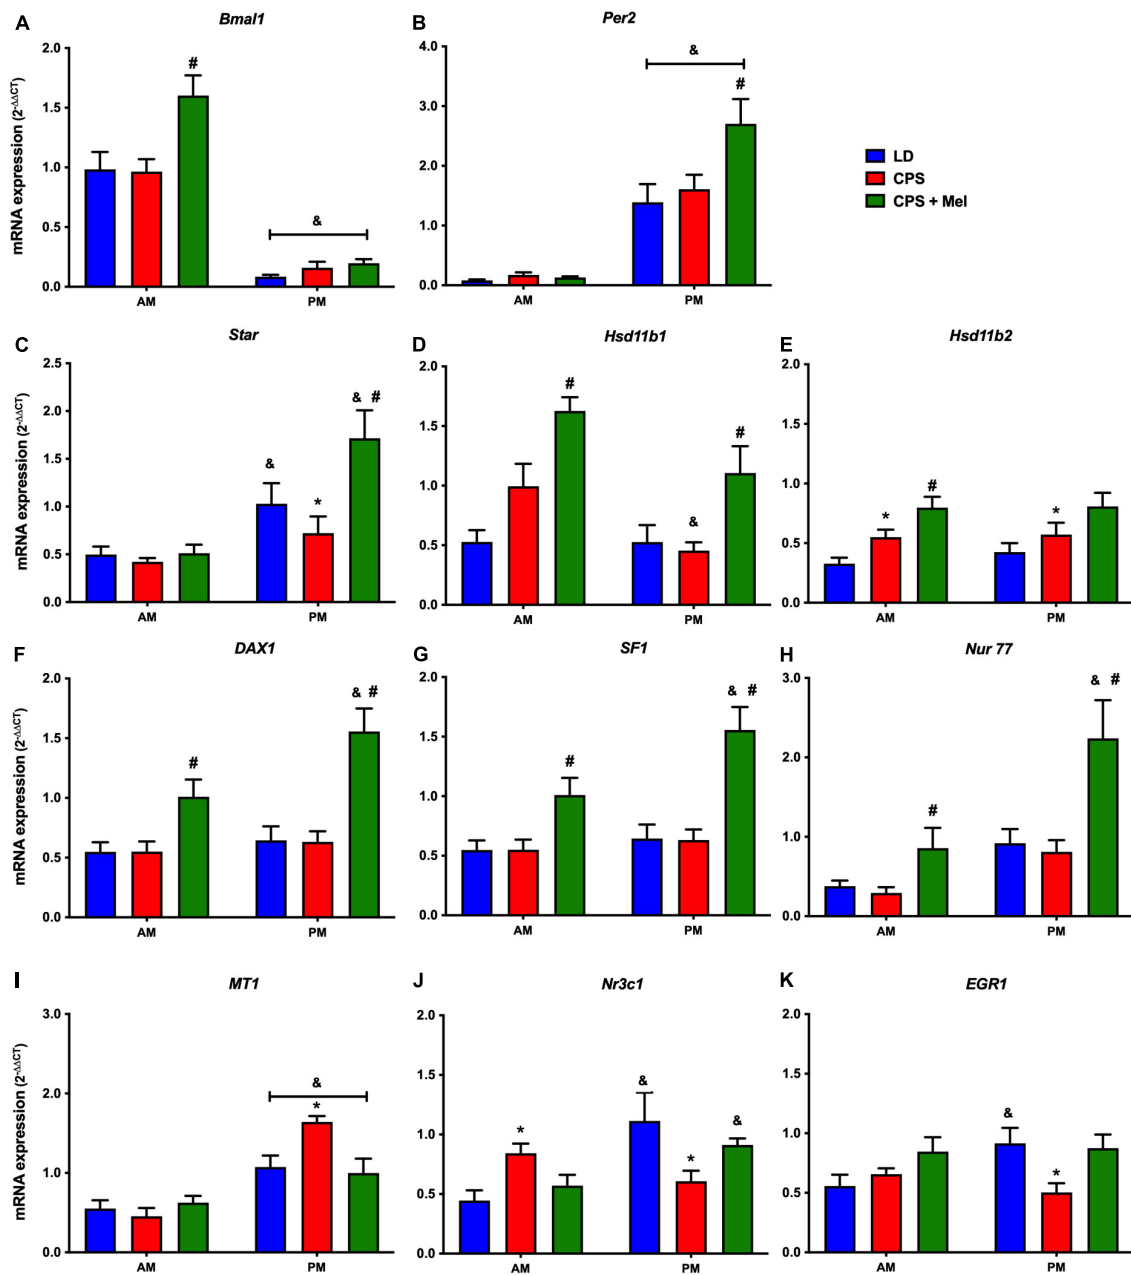 A
Bmal1
mRNA expression (2-ΔΔCT)
2.0
1.5
1.0
0.5
0.0
#
&
AM
PM
B
Per2
4.0
3.0
2.0
1.0
0.0
&
#
AM
PM
LD
CPS
CPS + Mel
C
Star
mRNA expression (2-ΔΔCT)
2.5
2.0
1.5
1.0
0.5
0.0
&
*
& #
AM
PM
D
Hsd11b1
2.0
1.5
1.0
0.5
0.0
#
&
#
AM
PM
E
Hsd11b2
2.0
1.5
1.0
0.5
0.0
*
#
*
AM
PM
F
DAX1
mRNA expression (2-ΔΔCT)
2.0
1.5
1.0
0.5
0.0
#
& #
AM
PM
G
SF1
2.0
1.5
1.0
0.5
0.0
#
& #
AM
PM
H
Nur 77
3.0
2.0
1.0
0.0
#
& #
AM
PM
I
MT1
mRNA expression (2-ΔΔCT)
3.0
2.0
1.0
0.0
&
*
AM
PM
J
Nr3c1
2.0
1.5
1.0
0.5
0.0
*
&
*
&
AM
PM
K
EGR1
2.0
1.5
1.0
0.5
0.0
&
*
AM
PM